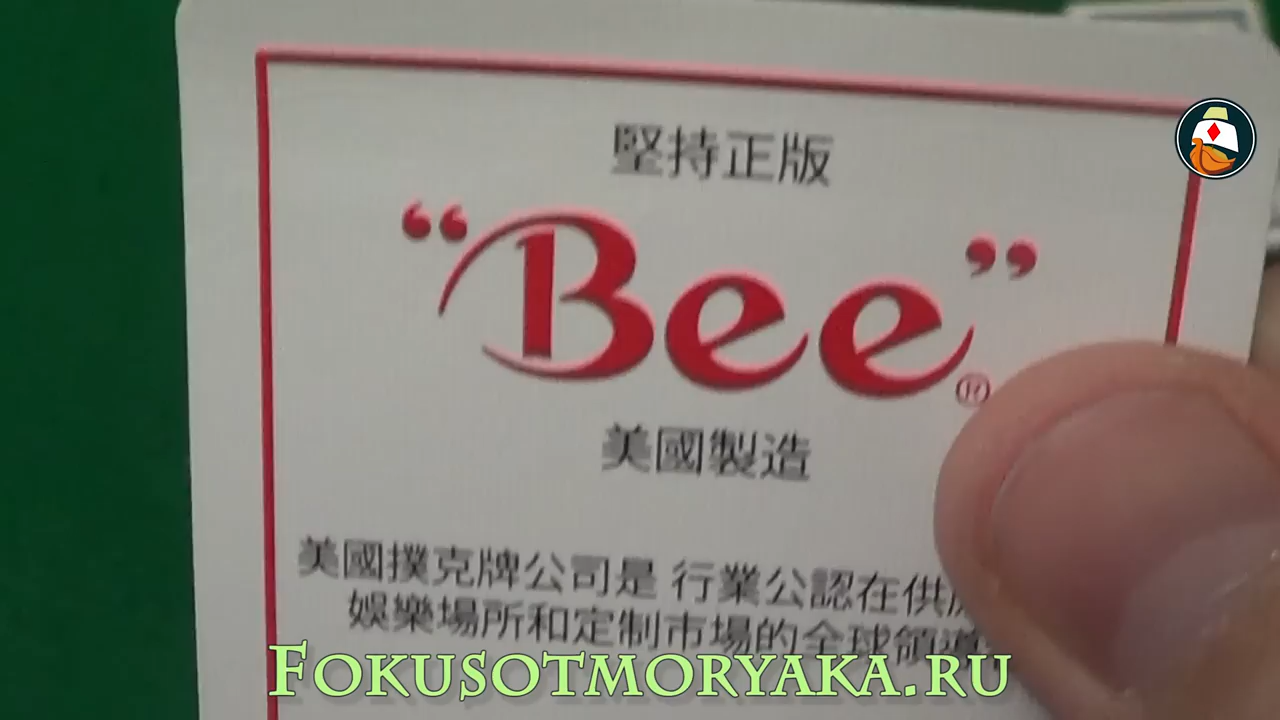 堅持正版
“Bee”®
美國製造
美國撲克牌公司是 行業公認在供應
娛樂場所和定制市場的全球領導
FOKUSOTMORYAKA.RU